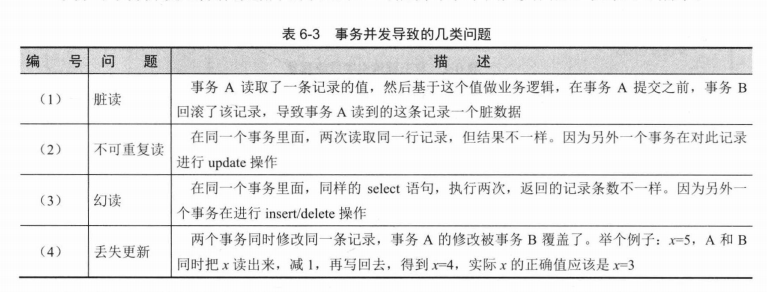 表 6-3 事务并发导致的几类问题
编 号 问 题 描 述
（1） 脏读 事务 A 读取了一条记录的值，然后基于这个值做业务逻辑，在事务 A 提交之前，事务 B
回滚了该记录，导致事务 A 读到的这条记录一个脏数据
（2） 不可重复读 在同一个事务里面，两次读取同一行记录，但结果不一样。因为另外一个事务在对此记录
进行 update 操作
（3） 幻读 在同一个事务里面，同样的 select 语句，执行两次，返回的记录条数不一样。因为另外一
个事务在进行 insert/delete 操作
（4） 丢失更新 两个事务同时修改同一条记录，事务 A 的修改被事务 B 覆盖了。举个例子：x=5，A 和 B
同时把 x 读出来，减 1，再写回去，得到 x=4，实际 x 的正确值应该是 x=3